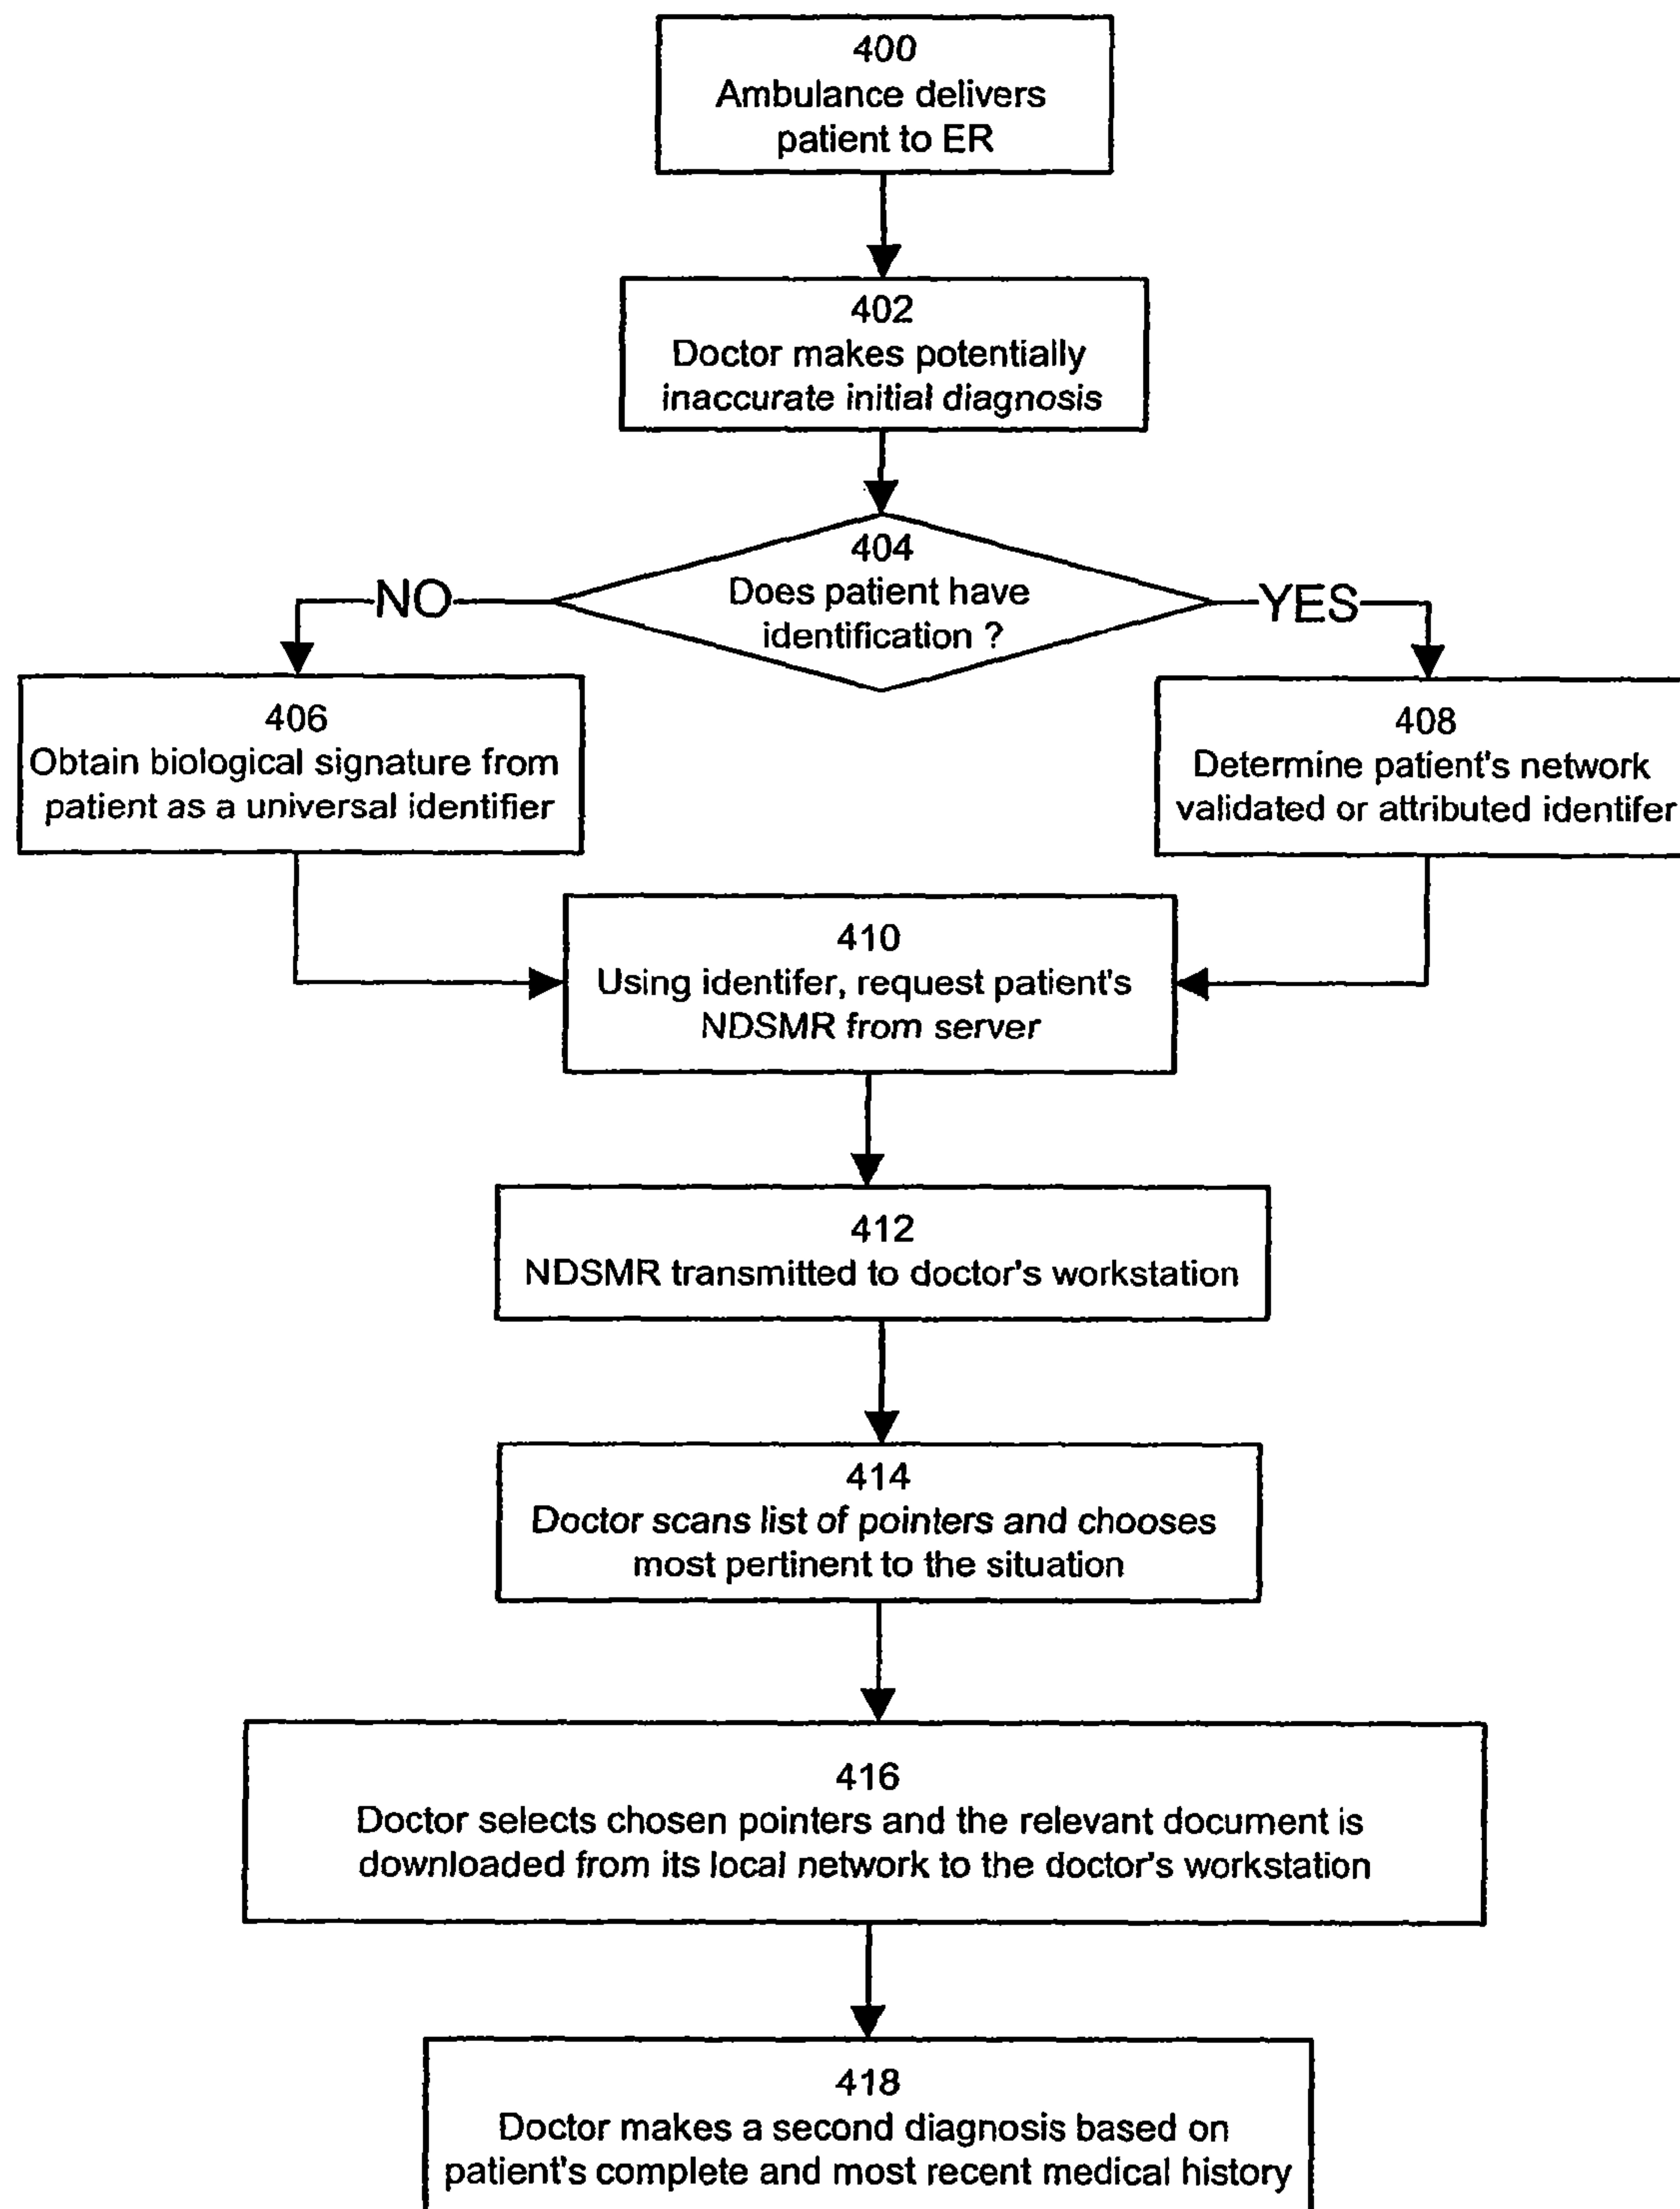 400
Ambulance delivers
patient to ER
402
Doctor makes potentially
inaccurate initial diagnosis
404
Does patient have
identification ?
NO
YES
406
Obtain biological signature from
patient as a universal identifier
408
Determine patient's network
validated or attributed identifer
410
Using identifer, request patient's
NDSMR from server
412
NDSMR transmitted to doctor's workstation
414
Doctor scans list of pointers and chooses
most pertinent to the situation
416
Doctor selects chosen pointers and the relevant document is
downloaded from its local network to the doctor's workstation
418
Doctor makes a second diagnosis based on
patient's complete and most recent medical history